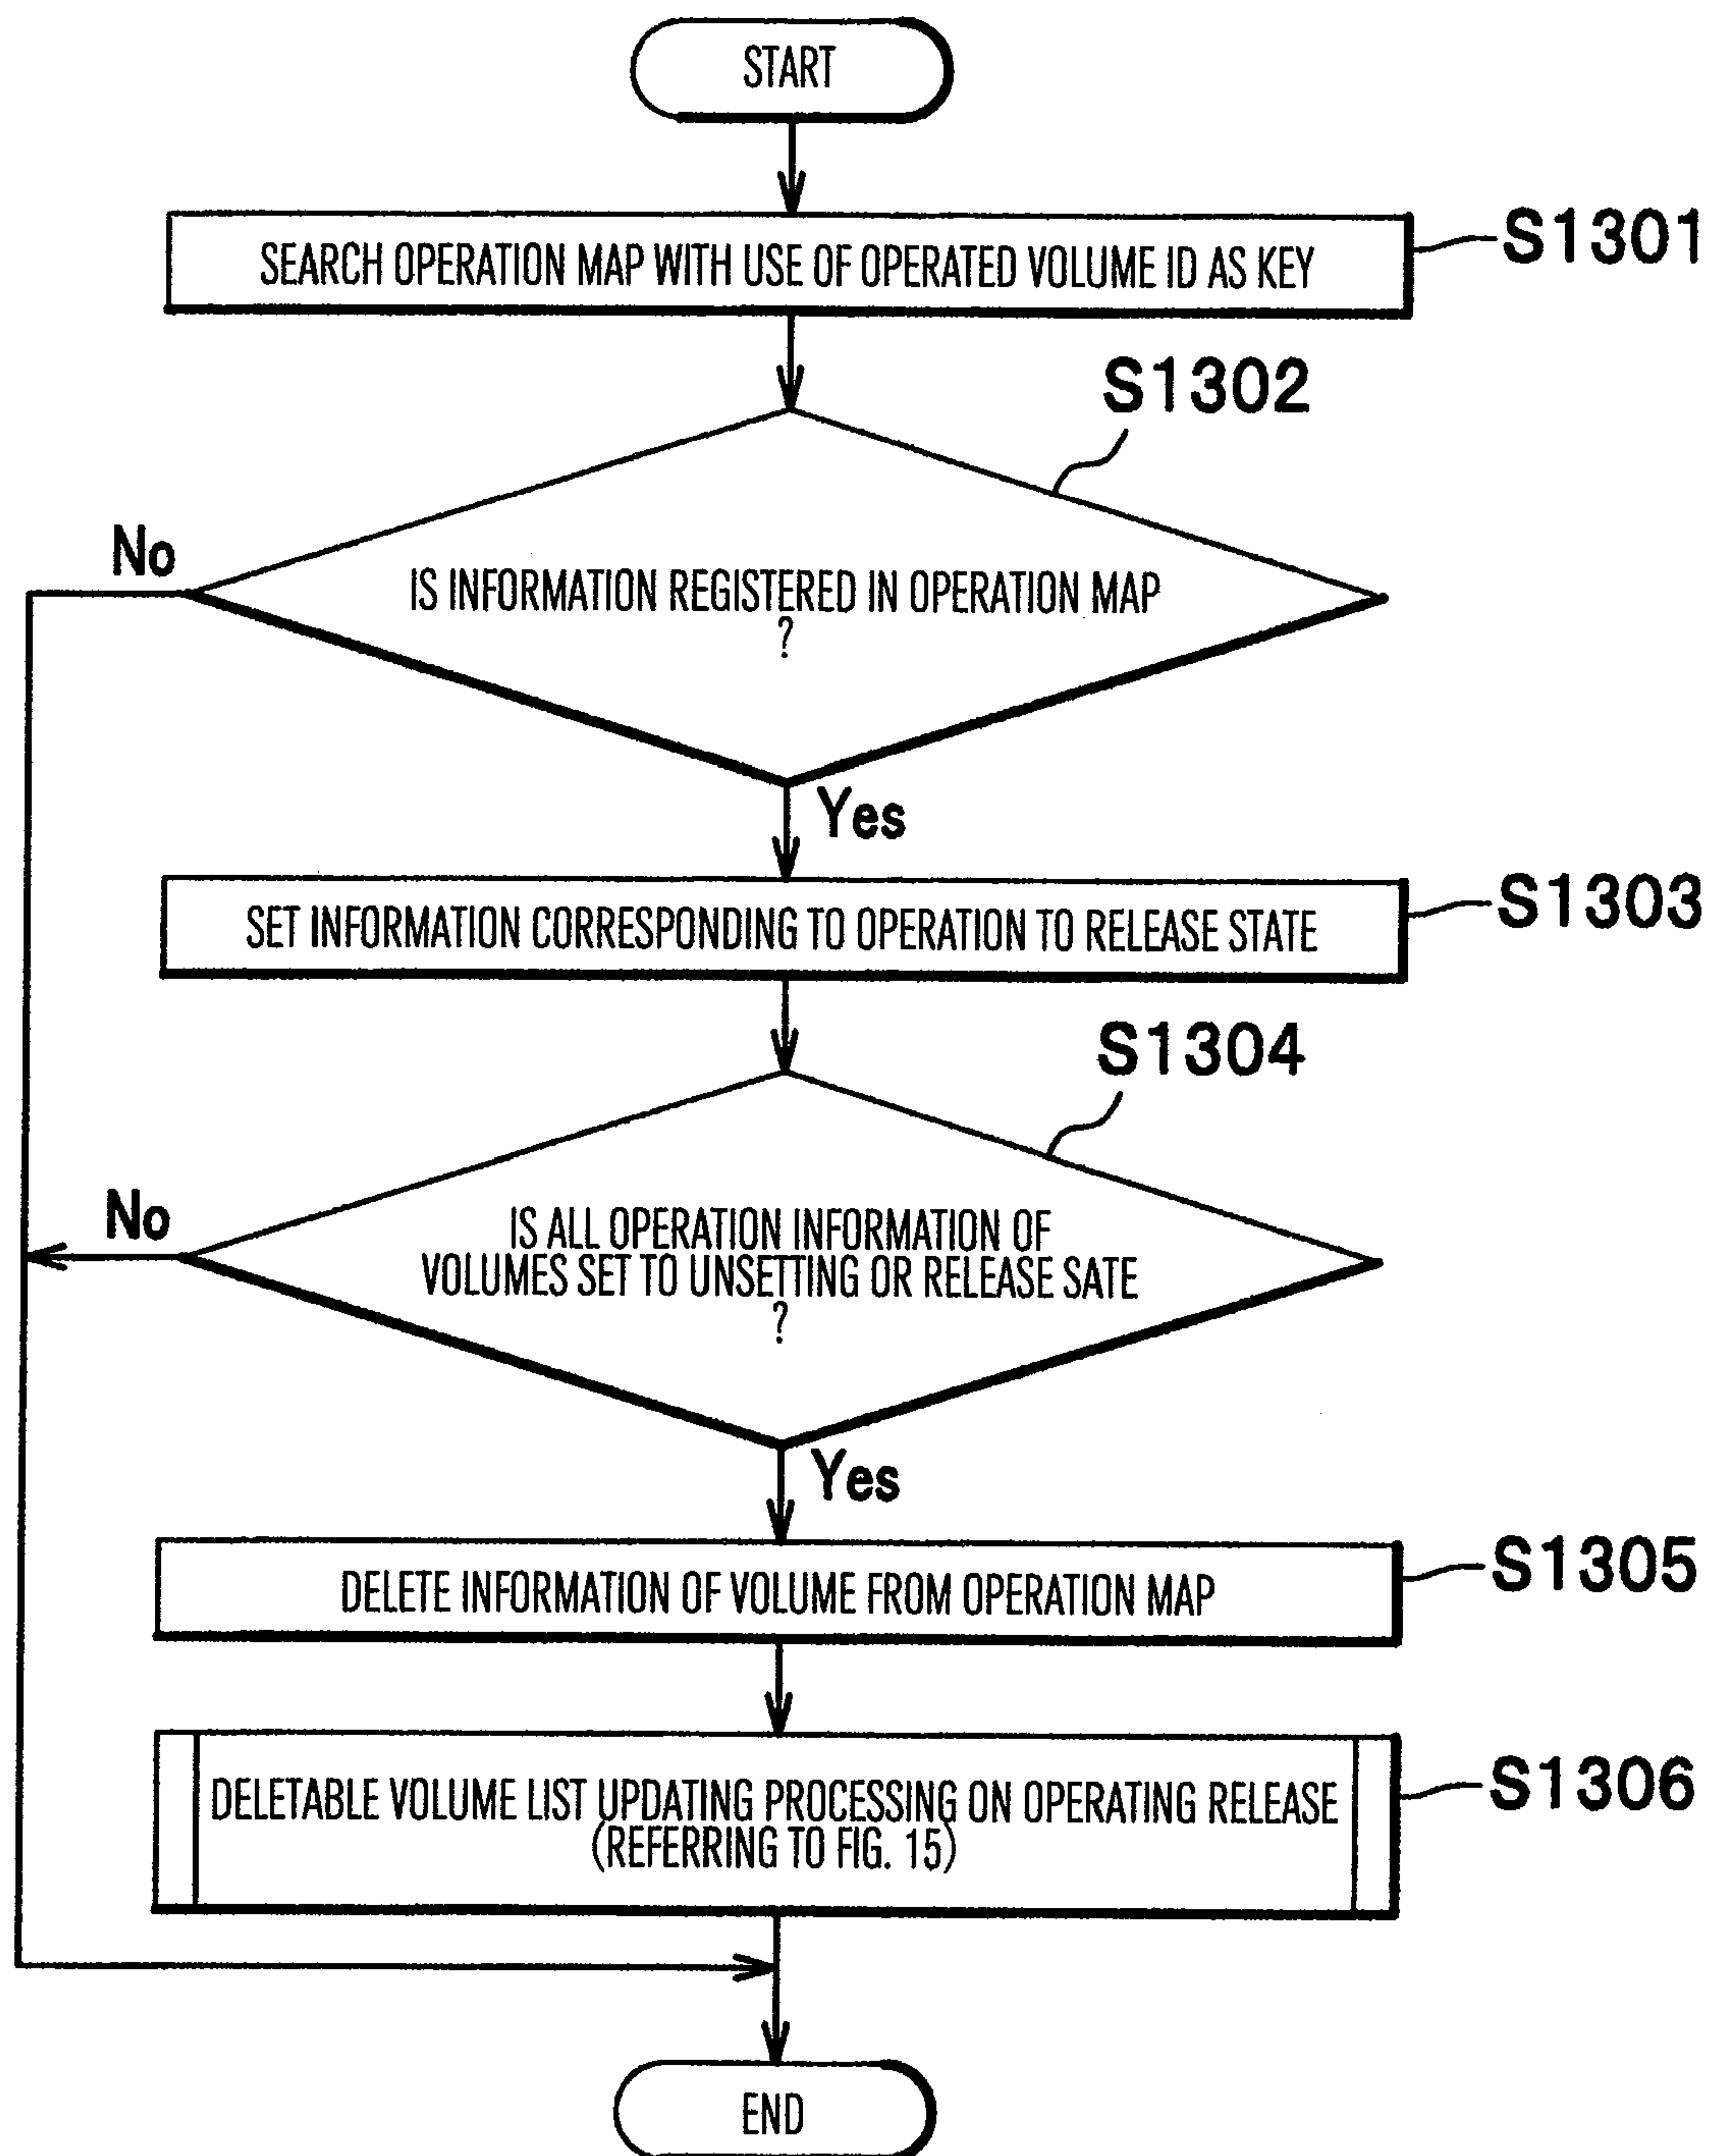 START
SEARCH OPERATION MAP WITH USE OF OPERATED VOLUME ID AS KEY
S1301
S1302
No
IS INFORMATION REGISTERED IN OPERATION MAP
?
Yes
SET INFORMATION CORRESPONDING TO OPERATION TO RELEASE STATE
S1303
S1304
No
IS ALL OPERATION INFORMATION OF
VOLUMES SET TO UNSETTING OR RELEASE SATE
?
Yes
DELETE INFORMATION OF VOLUME FROM OPERATION MAP
S1305
DELETABLE VOLUME LIST UPDATING PROCESSING ON OPERATING RELEASE
(REFERRING TO FIG. 15)
S1306
END